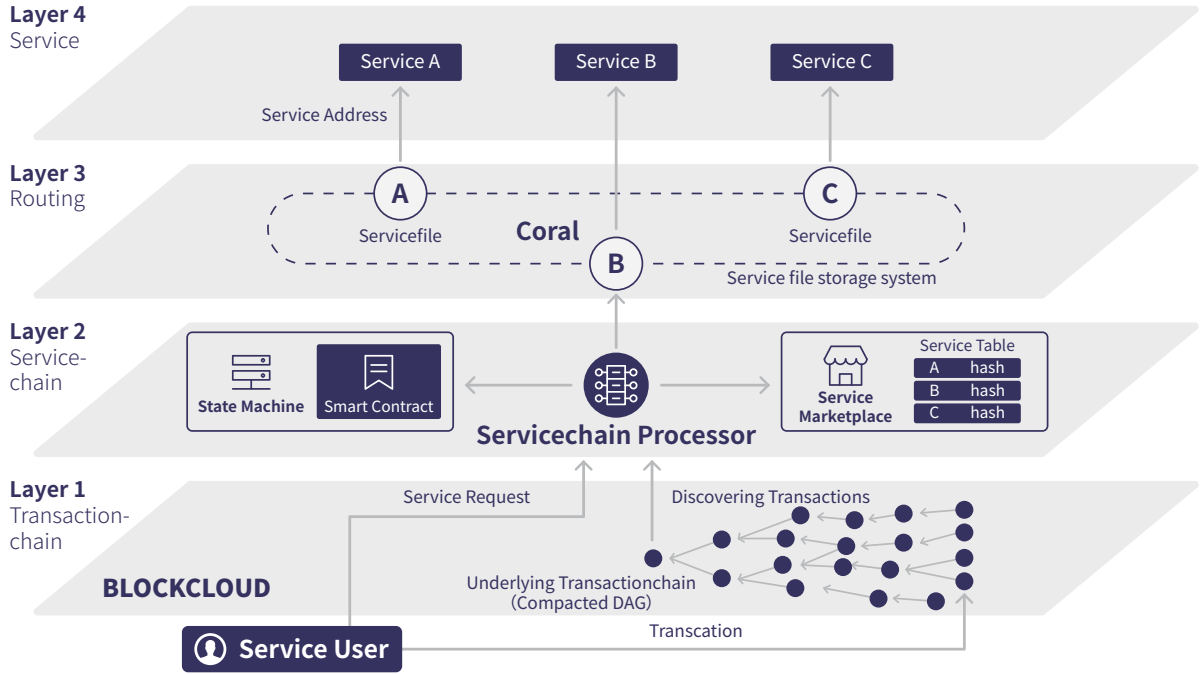 Layer 4
Service
Service A
Service B
Service C
Service Address
Layer 3
Routing
A
C
Servicefile
Coral
Servicefile
B
Service file storage system
Layer 2
Service-
chain
State Machine
Smart Contract
Servicechain Processor
Service
Marketplace
Service Table
A hash
B hash
C hash
Layer 1
Transaction-
chain
Service Request
Discovering Transactions
Underlying Transactionchain
(Compacted DAG)
BLOCKCLOUD
Transcation
Service User